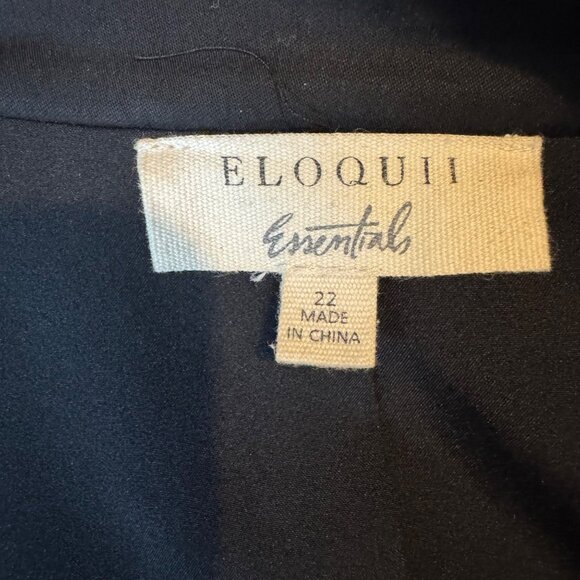 ELOQUII
Essentials
22
MADE
IN CHINA